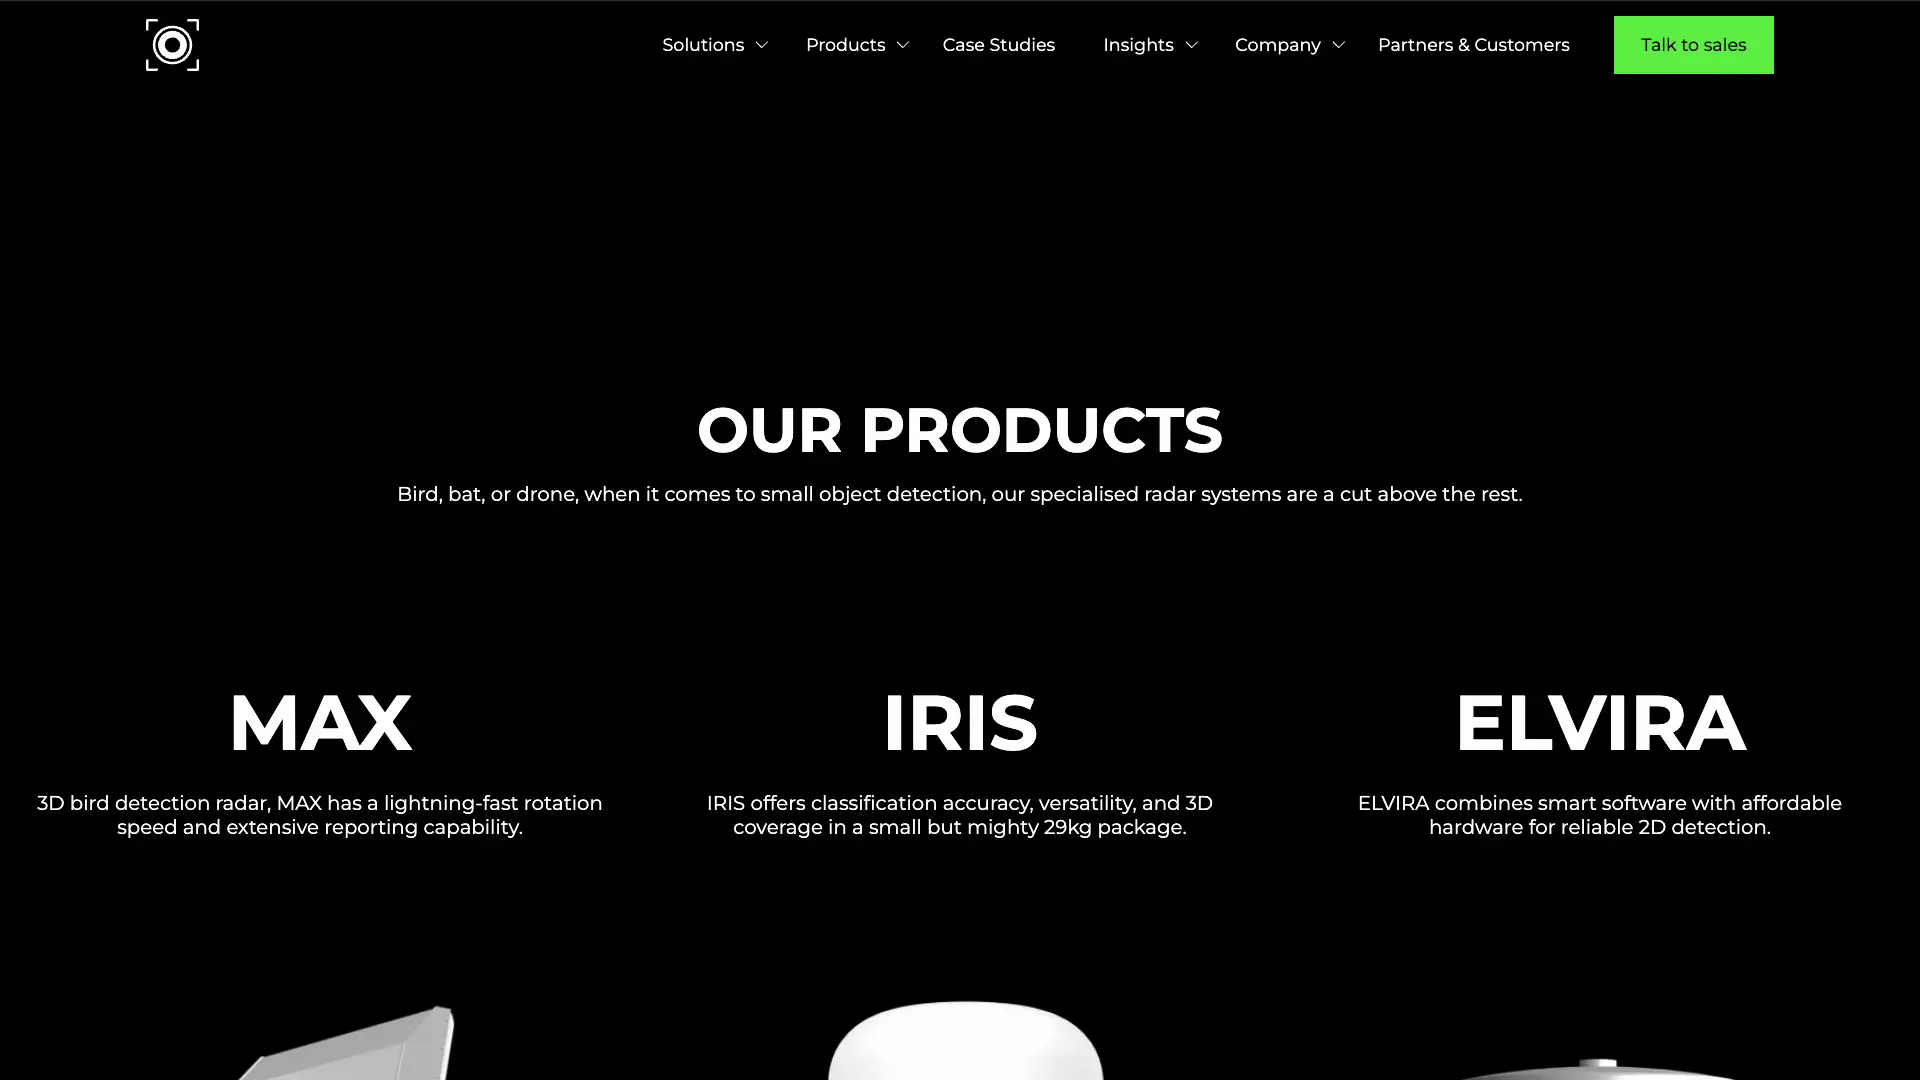 Solutions
Products
Case Studies
Insights
Company
Partners & Customers
Talk to sales
OUR PRODUCTS
Bird, bat, or drone, when it comes to small object detection, our specialised radar systems are a cut above the rest.
MAX
3D bird detection radar, MAX has a lightning-fast rotation
speed and extensive reporting capability.
IRIS
IRIS offers classification accuracy, versatility, and 3D
coverage in a small but mighty 29kg package.
ELVIRA
ELVIRA combines smart software with affordable
hardware for reliable 2D detection.